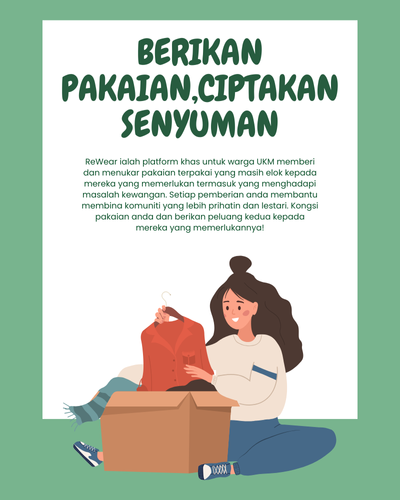 BERIKAN
PAKAIAN,CIPTAKAN
SENYUMAN
ReWear ialah platform khas untuk warga UKM memberi
dan menukar pakaian terpakai yang masih elok kepada
mereka yang memerlukan termasuk yang menghadapi
masalah kewangan. Setiap pemberian anda membantu
membina komuniti yang lebih prihatin dan lestari. Kongsi
pakaian anda dan berikan peluang kedua kepada
mereka yang memerlukannya!